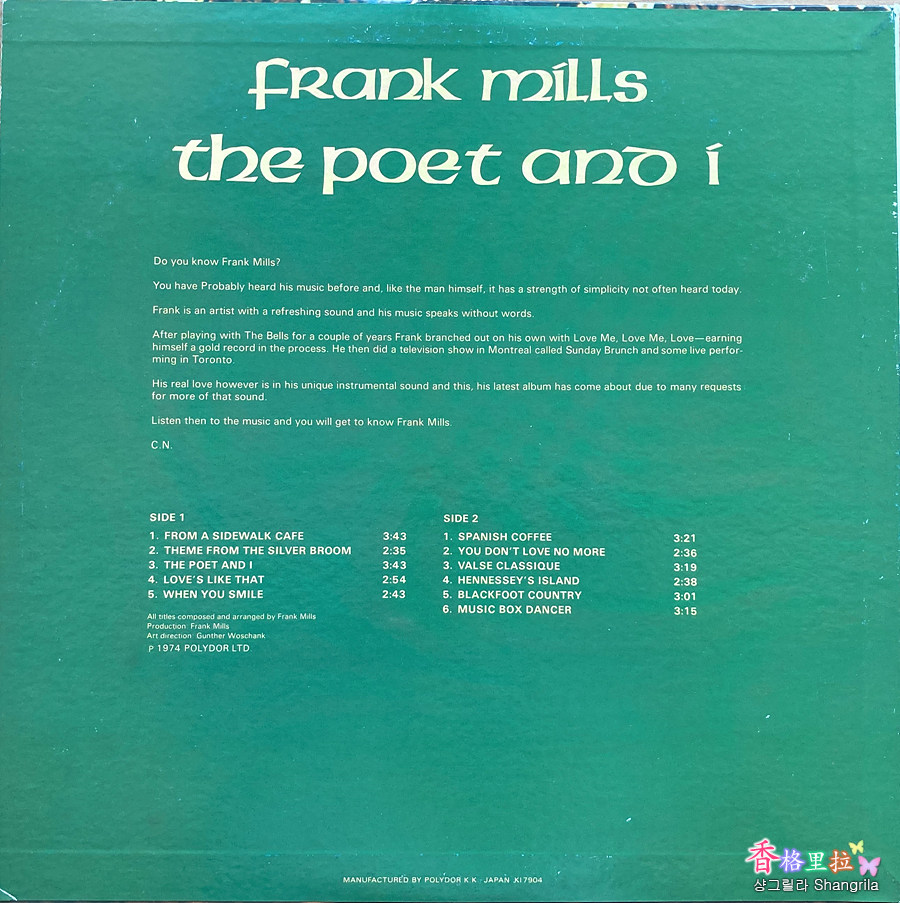 frank mills
the poet and i
Do you know Frank Mills?
You have Probably heard his music before and, like the man himself, it has a strength of simplicity not often heard today.
Frank is an artist with a refreshing sound and his music speaks without words.
After playing with The Bells for a couple of years Frank branched out on his own with Love Me, Love Me, Love—earning
himself a gold record in the process. He then did a television show in Montreal called Sunday Brunch and some live perfor-
ming in Toronto.
His real love however is in his unique instrumental sound and this, his latest album has come about due to many requests
for more of that sound.
Listen then to the music and you will get to know Frank Mills.
C.N.
SIDE 1
1. FROM A SIDEWALK CAFE 3:43
2. THEME FROM THE SILVER BROOM 2:35
3. THE POET AND I 3:43
4. LOVE'S LIKE THAT 2:54
5. WHEN YOU SMILE 2:43
All titles composed and arranged by Frank Mills
Production: Frank Mills
Art direction: Gunther Woschank
P 1974 POLYDOR LTD
SIDE 2
1. SPANISH COFFEE 3:21
2. YOU DON'T LOVE NO MORE 2:36
3. VALSE CLASSIQUE 3:19
4. HENNESSEY'S ISLAND 2:38
5. BLACKFOOT COUNTRY 3:01
6. MUSIC BOX DANCER 3:15
MANUFACTURED BY POLYDOR K.K. JAPAN XI7904
香格里拉
샹그릴라 Shangrila